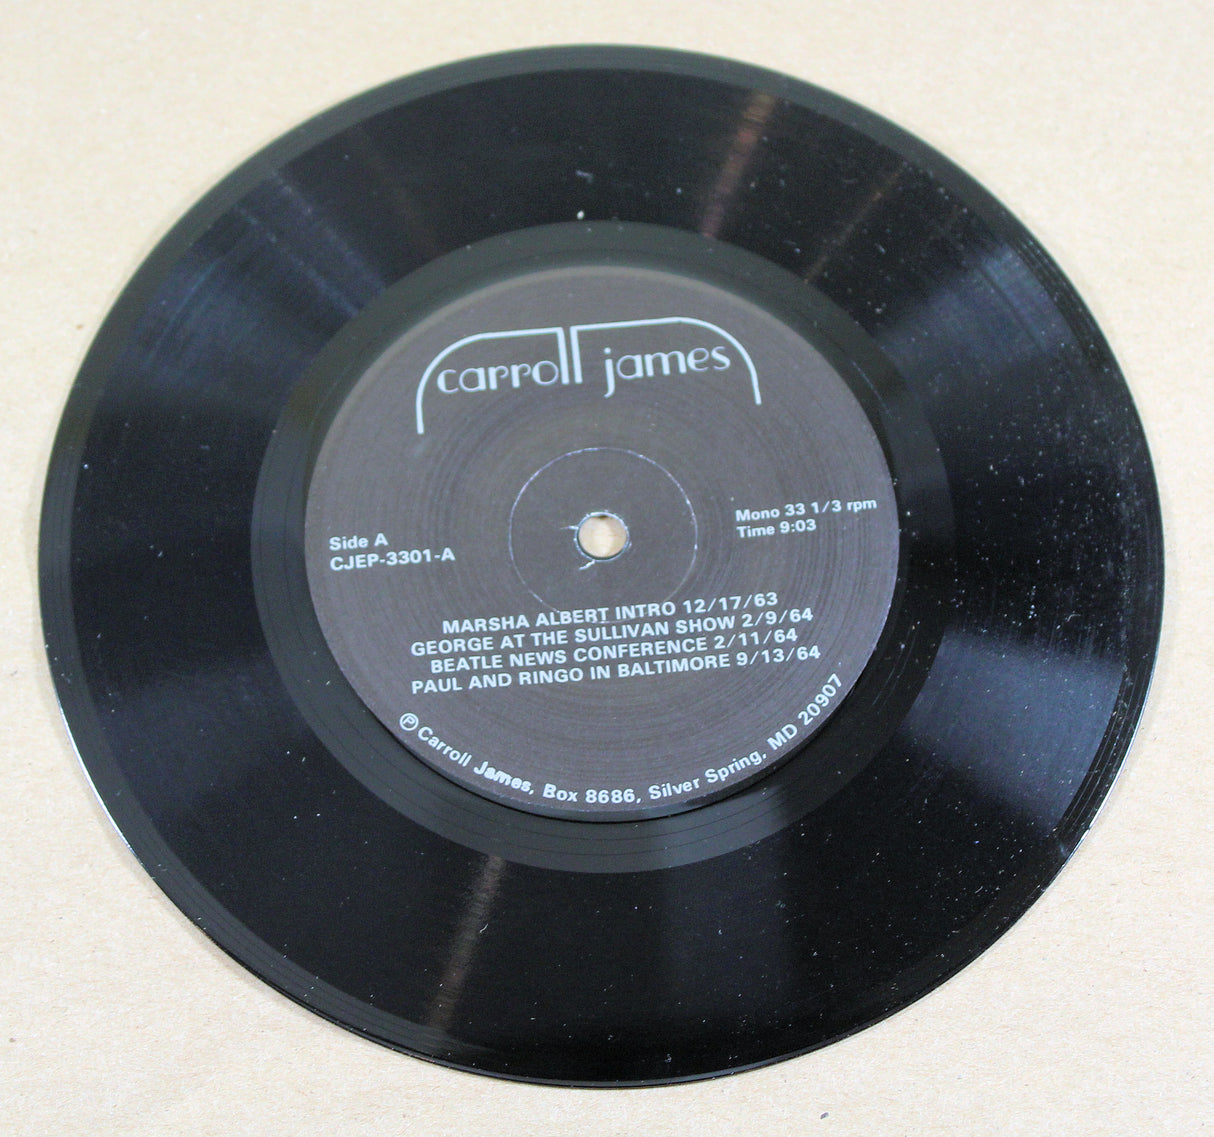 carroll james
Side A
CJEP-3301-A
Mono 33 1/3 rpm
Time 9:03
MARSHA ALBERT INTRO 12/17/63
GEORGE AT THE SULLIVAN SHOW 2/9/64
BEATLE NEWS CONFERENCE 2/11/64
PAUL AND RINGO IN BALTIMORE 9/13/64
℗ Carroll James, Box 8686, Silver Spring, MD 20907